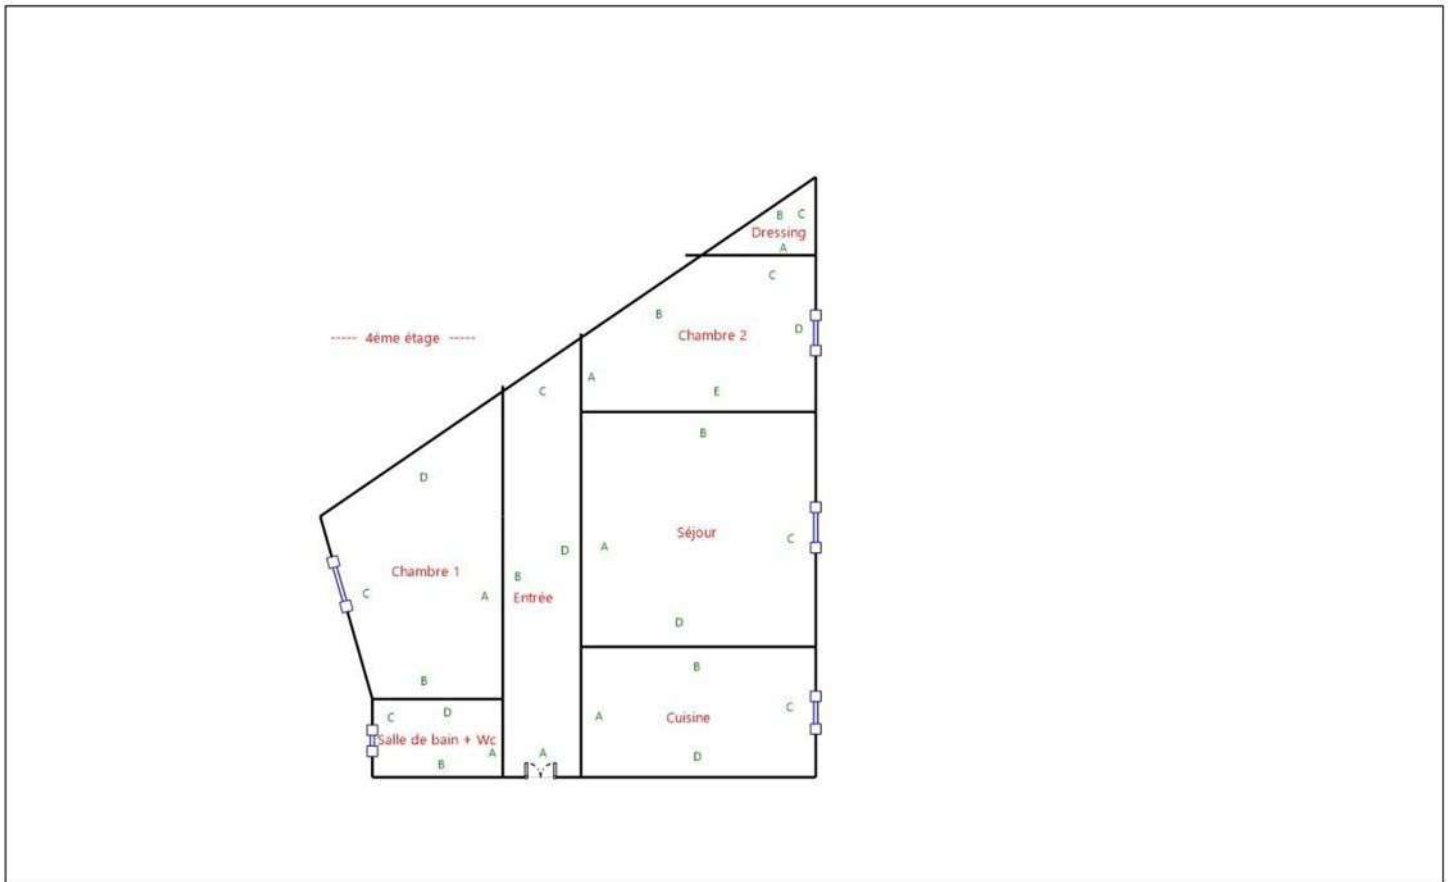 B C
Dressing
A
C
B
D
Chambre 2
----- 4éme étage -----
A
C
E
B
D
Séjour
C
A
D
Chambre 1
B
C
A
Entrée
D
B
B
C
D
A
Cuisine
C
Salle de bain + Wc
A
A
D
B